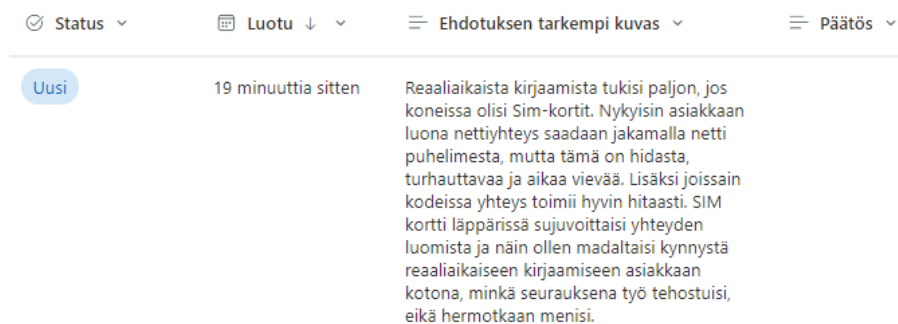 Status
Luotu
Ehdotuksen tarkempi kuvas
Päätös
Uusi
19 minuuttia sitten
Reaaliaikaista kirjaamista tukisi paljon, jos
koneissa olisi Sim-kortit. Nykyisin asiakkaan
luona nettiyhteys saadaan jakamalla netti
puhelimesta, mutta tämä on hidasta,
turhauttavaa ja aikaa vievää. Lisäksi joissain
kodeissa yhteys toimii hyvin hitaasti. SIM
kortti läppärissä sujuvoittaisi yhteyden
luomista ja näin ollen madaltaisi kynnystä
reaaliaikaiseen kirjaamiseen asiakkaan
kotona, minkä seurauksena työ tehostuisi,
eikä hermotkaan menisi.